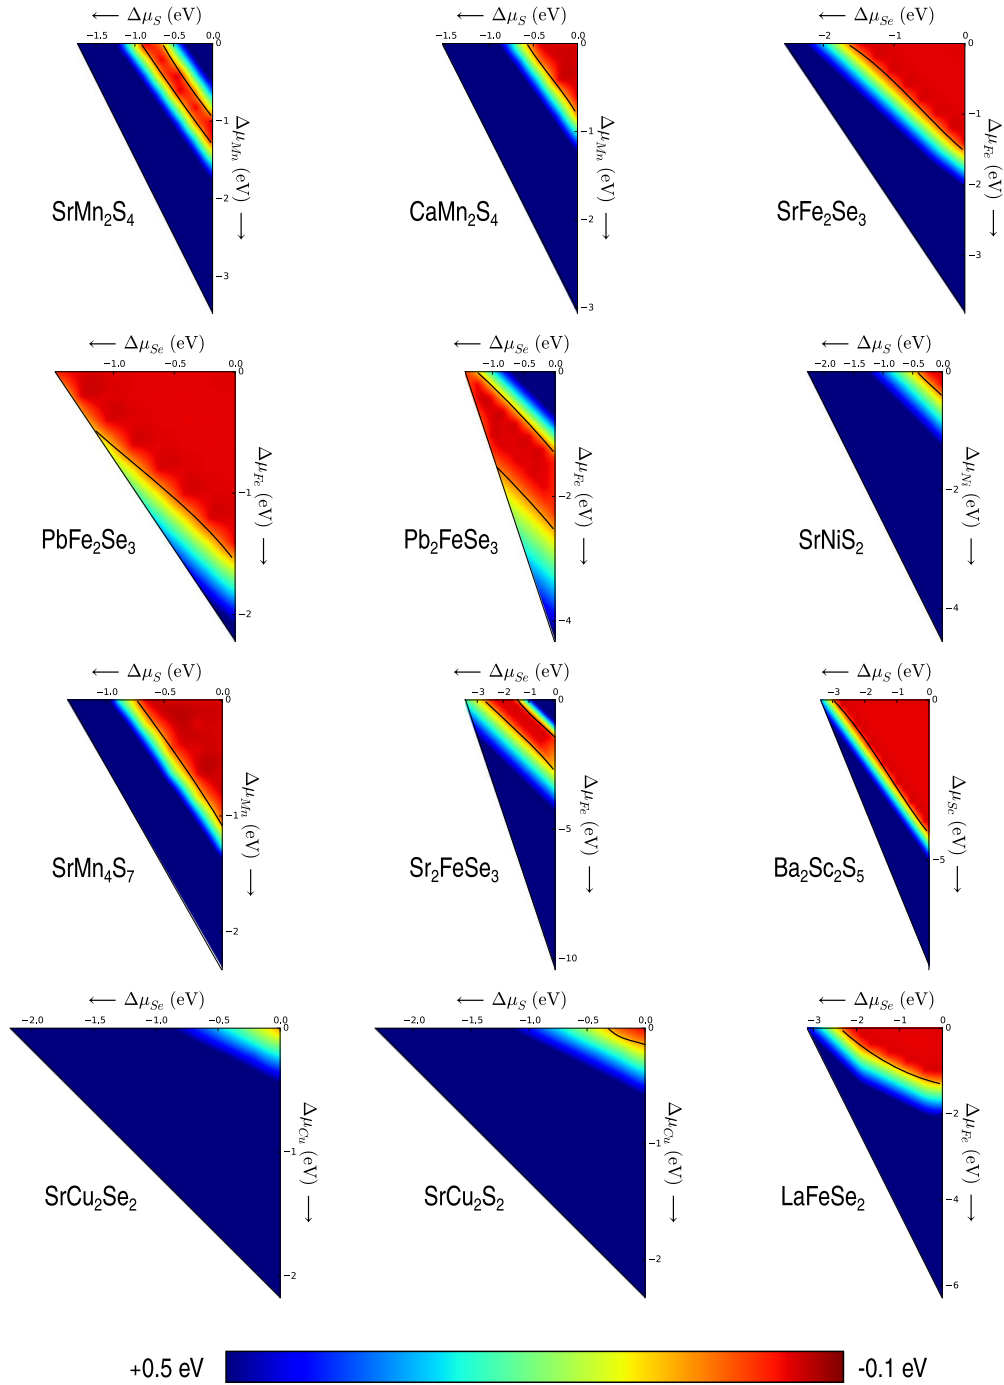 ⟵ Δμ_S (eV)
−1.5 −1.0 −0.5 0.0
0
−1
−2
−3
Δμ_Mn (eV) ⟶
SrMn₂S₄
⟵ Δμ_S (eV)
−1.5 −1.0 −0.5 0.0
0
−1
−2
−3
Δμ_Mn (eV) ⟶
CaMn₂S₄
⟵ Δμ_Se (eV)
−2 −1 0
0
−1
−2
−3
Δμ_Fe (eV) ⟶
SrFe₂Se₃
⟵ Δμ_Se (eV)
−1.0 −0.5 0.0
0
−1
−2
Δμ_Fe (eV) ⟶
PbFe₂Se₃
⟵ Δμ_Se (eV)
−1.0 −0.5 0.0
0
−2
−4
Δμ_Fe (eV) ⟶
Pb₂FeSe₃
⟵ Δμ_S (eV)
−2.0 −1.5 −1.0 −0.5 0.0
0
−2
−4
Δμ_Ni (eV) ⟶
SrNiS₂
⟵ Δμ_S (eV)
−1.0 −0.5 0.0
0
−1
−2
Δμ_Mn (eV) ⟶
SrMn₄S₇
⟵ Δμ_Se (eV)
−3 −2 −1 0
0
−5
−10
Δμ_Fe (eV) ⟶
Sr₂FeSe₃
⟵ Δμ_S (eV)
−3 −2 −1 0
0
−5
Δμ_Sc (eV) ⟶
Ba₂Sc₂S₅
⟵ Δμ_Se (eV)
−2.0 −1.5 −1.0 −0.5 0.0
0
−1
−2
Δμ_Cu (eV) ⟶
SrCu₂Se₂
⟵ Δμ_S (eV)
−2.0 −1.5 −1.0 −0.5 0.0
0
−1
−2
Δμ_Cu (eV) ⟶
SrCu₂S₂
⟵ Δμ_Se (eV)
−3 −2 −1 0
0
−2
−4
−6
Δμ_Fe (eV) ⟶
LaFeSe₂
+0.5 eV -0.1 eV